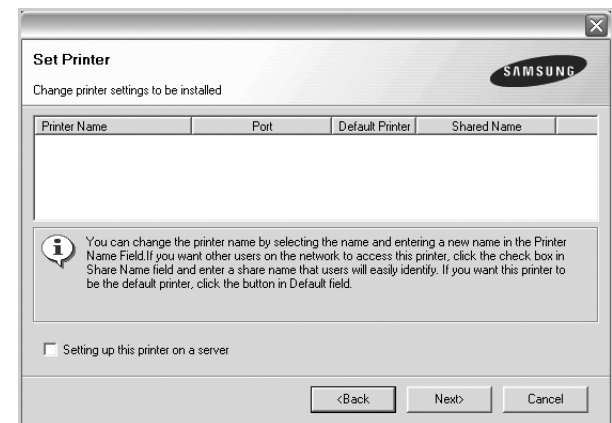 Set Printer
SAMSUNG
Change printer settings to be installed
Printer Name Port Default Printer Shared Name
You can change the printer name by selecting the name and entering a new name in the Printer
Name Field.If you want other users on the network to access this printer, click the check box in
Share Name field and enter a share name that users will easily identify. If you want this printer to
be the default printer, click the button in Default field.
Setting up this printer on a server
<Back Next> Cancel